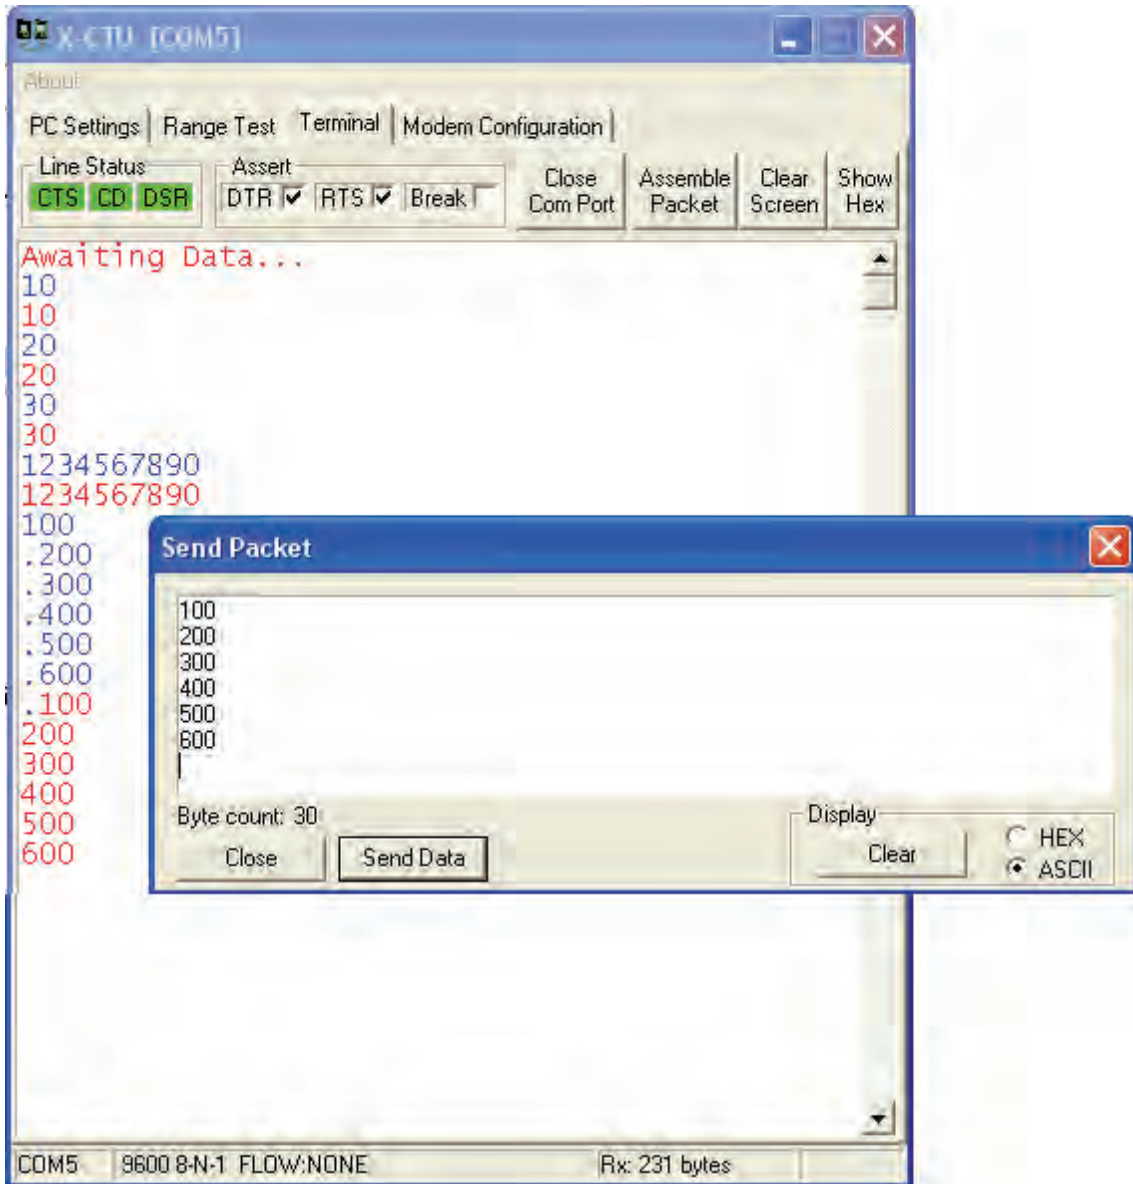 X-CTU [COM5]
About
PC Settings Range Test Terminal Modem Configuration
Line Status
CTS CD DSR
Assert
DTR RTS Break
Close Com Port
Assemble Packet
Clear Screen
Show Hex
Awaiting Data...
10
10
20
20
30
30
1234567890
1234567890
100
.200
.300
.400
.500
.600
.100
200
300
400
500
600
Send Packet
100
200
300
400
500
600
Byte count: 30
Close Send Data
Display
Clear
HEX
ASCII
COM5 9600 8-N-1 FLOW:NONE Rx: 231 bytes